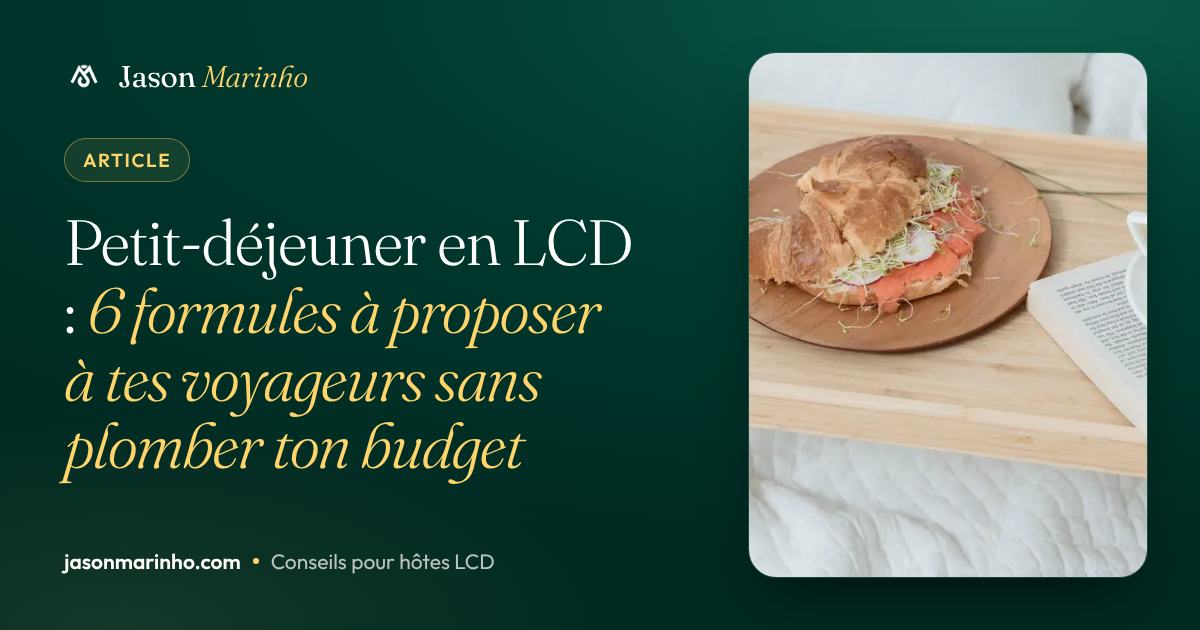 Jason Marinho
ARTICLE
Petit-déjeuner en LCD
: 6 formules à proposer
à tes voyageurs sans
plomber ton budget
jasonmarinho.com • Conseils pour hôtes LCD